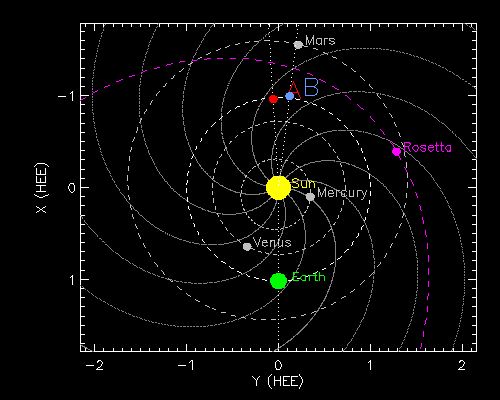 Mars
A B
-1
Rosetta
X (HEE)
0
Sun
Mercury
Venus
Earth
1
-2 -1 0 1 2
Y (HEE)